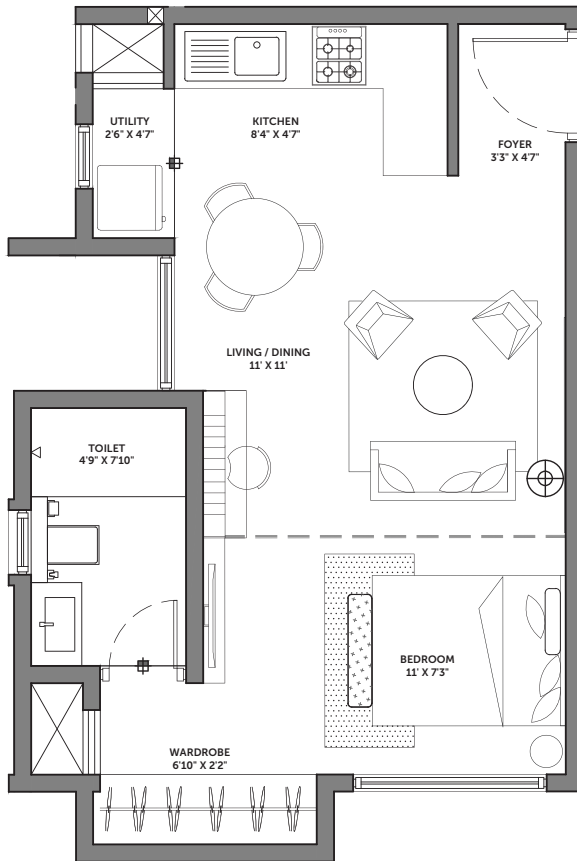 UTILITY
2'6" X 4'7"
KITCHEN
8'4" X 4'7"
FOYER
3'3" X 4'7"
LIVING / DINING
11' X 11'
TOILET
4'9" X 7'10"
BEDROOM
11' X 7'3"
WARDROBE
6'10" X 2'2"